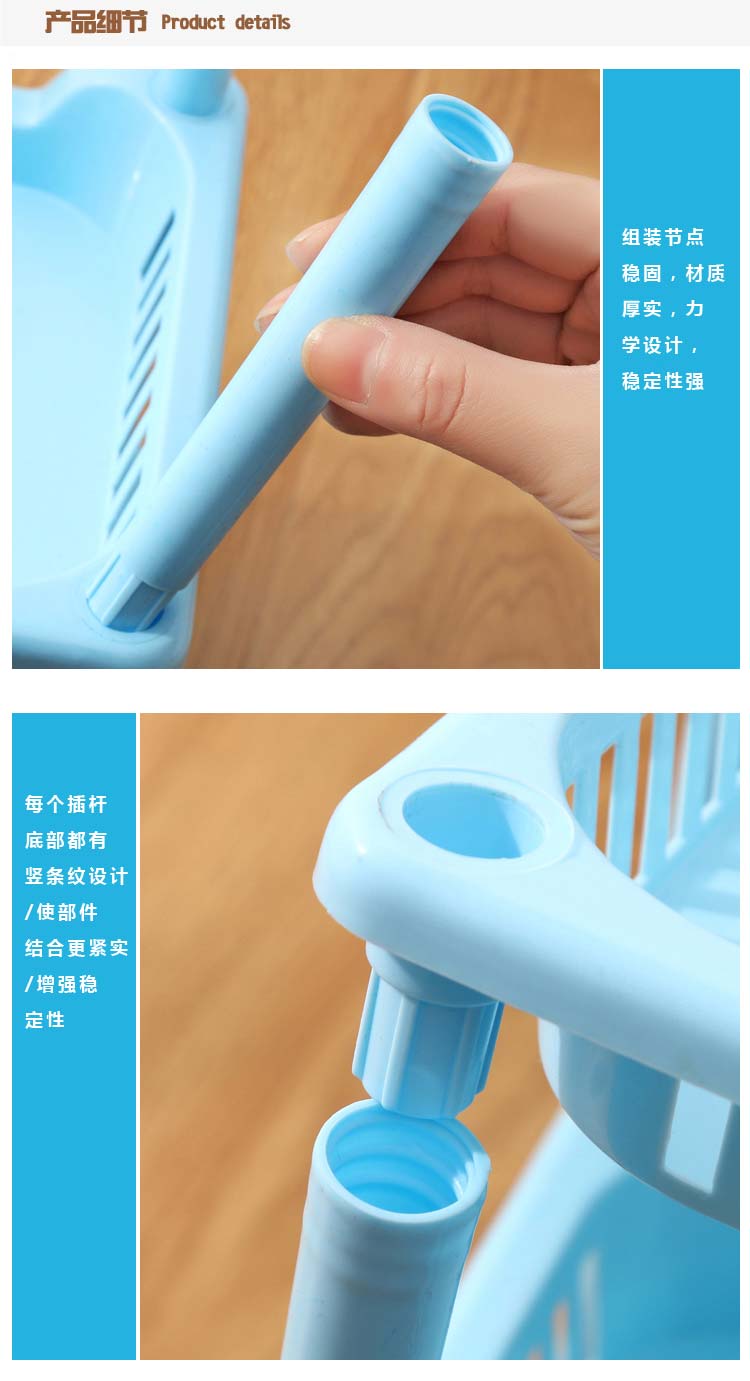 产品细节 Product details
组装节点
稳固，材质
厚实，力
学设计，
稳定性强
每个插杆
底部都有
竖条纹设计
/使部件
结合更紧实
/增强稳
定性